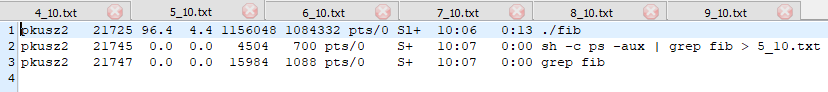 4_10.txt 5_10.txt 6_10.txt 7_10.txt 8_10.txt 9_10.txt
1 pkusz2 21725 96.4 4.4 1156048 1084332 pts/0 Sl+ 10:06 0:13 ./fib
2 pkusz2 21745 0.0 0.0 4504 700 pts/0 S+ 10:07 0:00 sh -c ps -aux | grep fib > 5_10.txt
3 pkusz2 21747 0.0 0.0 15984 1088 pts/0 S+ 10:07 0:00 grep fib
4